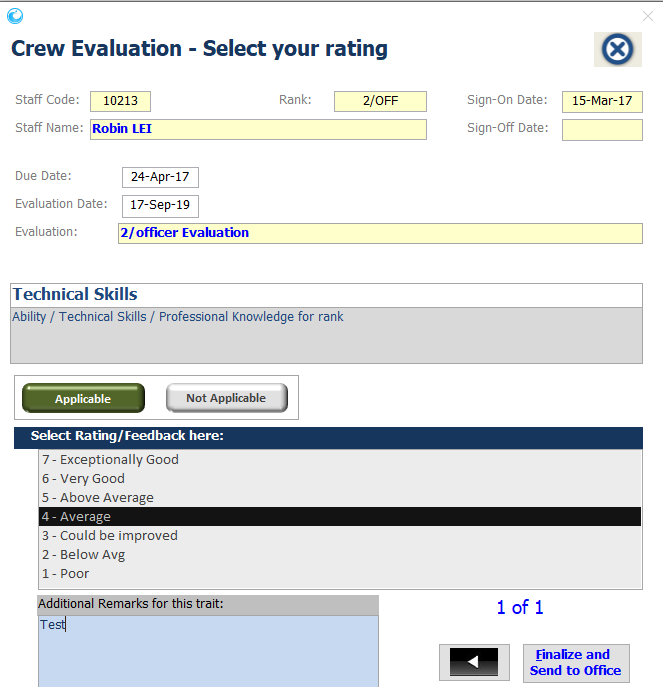 Crew Evaluation - Select your rating
Staff Code: 10213 Rank: 2/OFF Sign-On Date: 15-Mar-17
Staff Name: Robin LEI Sign-Off Date:
Due Date: 24-Apr-17
Evaluation Date: 17-Sep-19
Evaluation: 2/officer Evaluation
Technical Skills
Ability / Technical Skills / Professional Knowledge for rank
Applicable Not Applicable
Select Rating/Feedback here:
7 - Exceptionally Good
6 - Very Good
5 - Above Average
4 - Average
3 - Could be improved
2 - Below Avg
1 - Poor
Additional Remarks for this trait:
Test
1 of 1
Finalize and
Send to Office